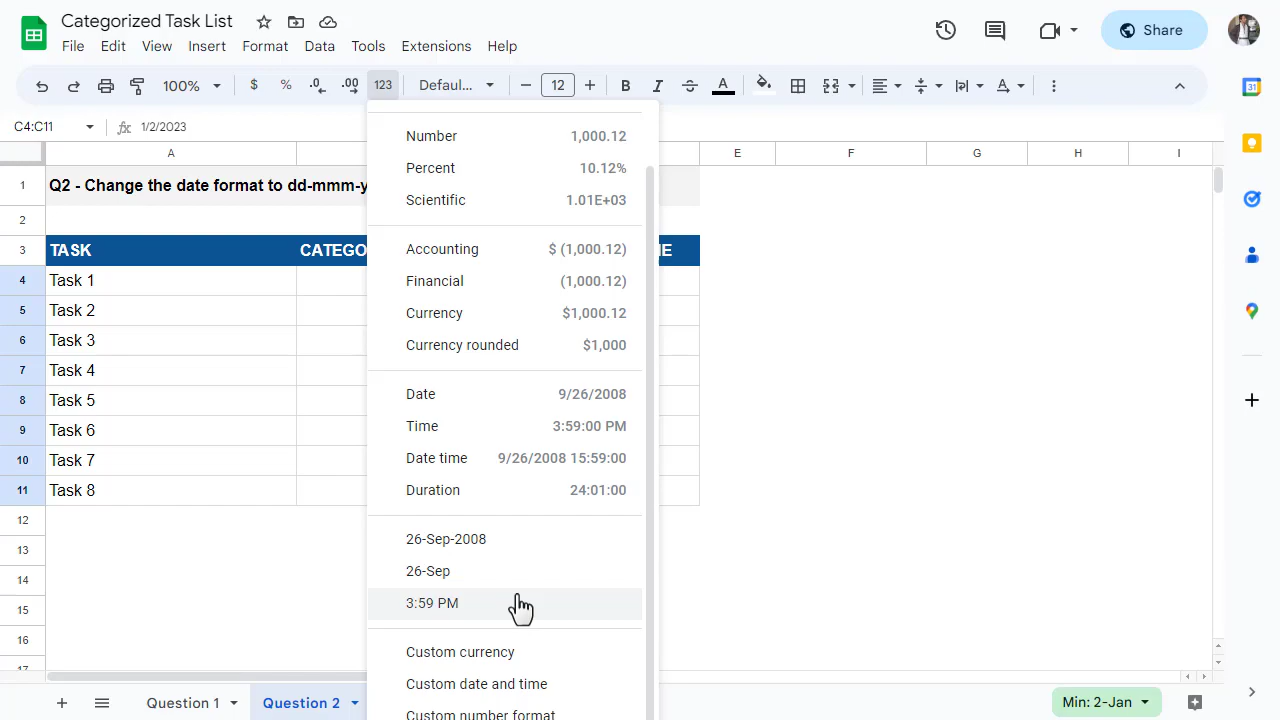 Categorized Task List
File Edit View Insert Format Data Tools Extensions Help
Share
100% $ % .0 .00 123 Defaul... 12 B I A
C4:C11 fx 1/2/2023
A E F G H I
1 Q2 - Change the date format to dd-mmm-y
2
3 TASK CATEGO E
4 Task 1
5 Task 2
6 Task 3
7 Task 4
8 Task 5
9 Task 6
10 Task 7
11 Task 8
12
13
14
15
16
17
Number 1,000.12
Percent 10.12%
Scientific 1.01E+03
Accounting $ (1,000.12)
Financial (1,000.12)
Currency $1,000.12
Currency rounded $1,000
Date 9/26/2008
Time 3:59:00 PM
Date time 9/26/2008 15:59:00
Duration 24:01:00
26-Sep-2008
26-Sep
3:59 PM
Custom currency
Custom date and time
Custom number format
Question 1 Question 2 Min: 2-Jan
31